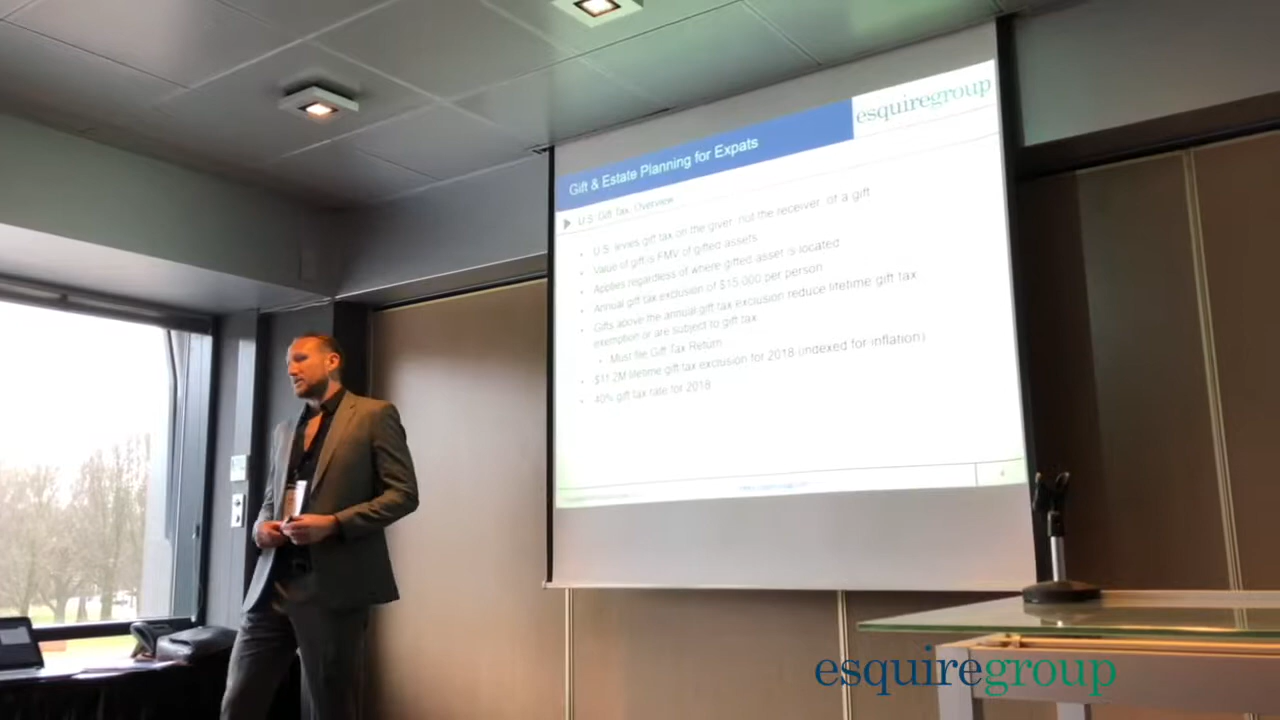 esquiregroup
Gift & Estate Planning for Expats
U.S. Gift Tax: Overview
U.S. levies gift tax on the giver, not the receiver, of a gift
Value of gift is FMV of gifted assets
Applies regardless of where gifted asset is located
Annual gift tax exclusion of $15,000 per person
Gifts above the annual gift tax exclusion reduce lifetime gift tax
exemption or are subject to gift tax
Must file Gift Tax Return
$11.2M lifetime gift tax exclusion for 2018 (indexed for inflation)
40% gift tax rate for 2018
esquiregroup